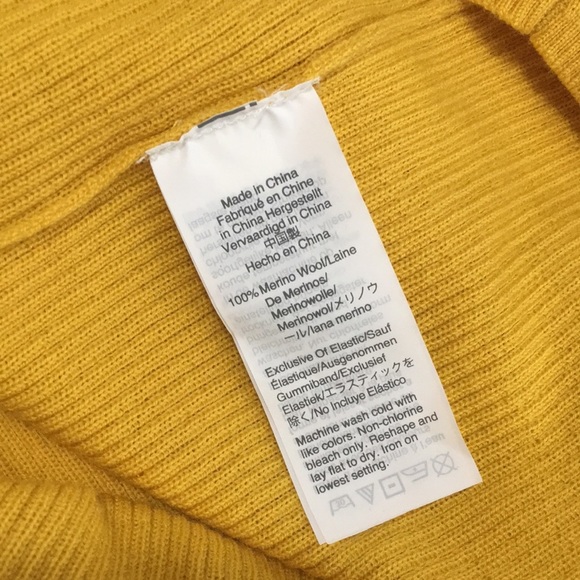 Made in China
Fabriqué en Chine
in China Hergestellt
Vervaardigd in China
中国製
Hecho en China
100% Merino Wool/Laine
De Merinos/
Merinowolle/
Merinowol/メリノウ
ール/lana merino
Exclusive Of Elastic/Sauf
Élastique/Ausgenommen
Gummiband/Exclusief
Elastiek/エラスティックを
除く/No Incluye Elástico
Machine wash cold with
like colors. Non-chlorine
bleach only. Reshape and
lay flat to dry. Iron on
lowest setting.